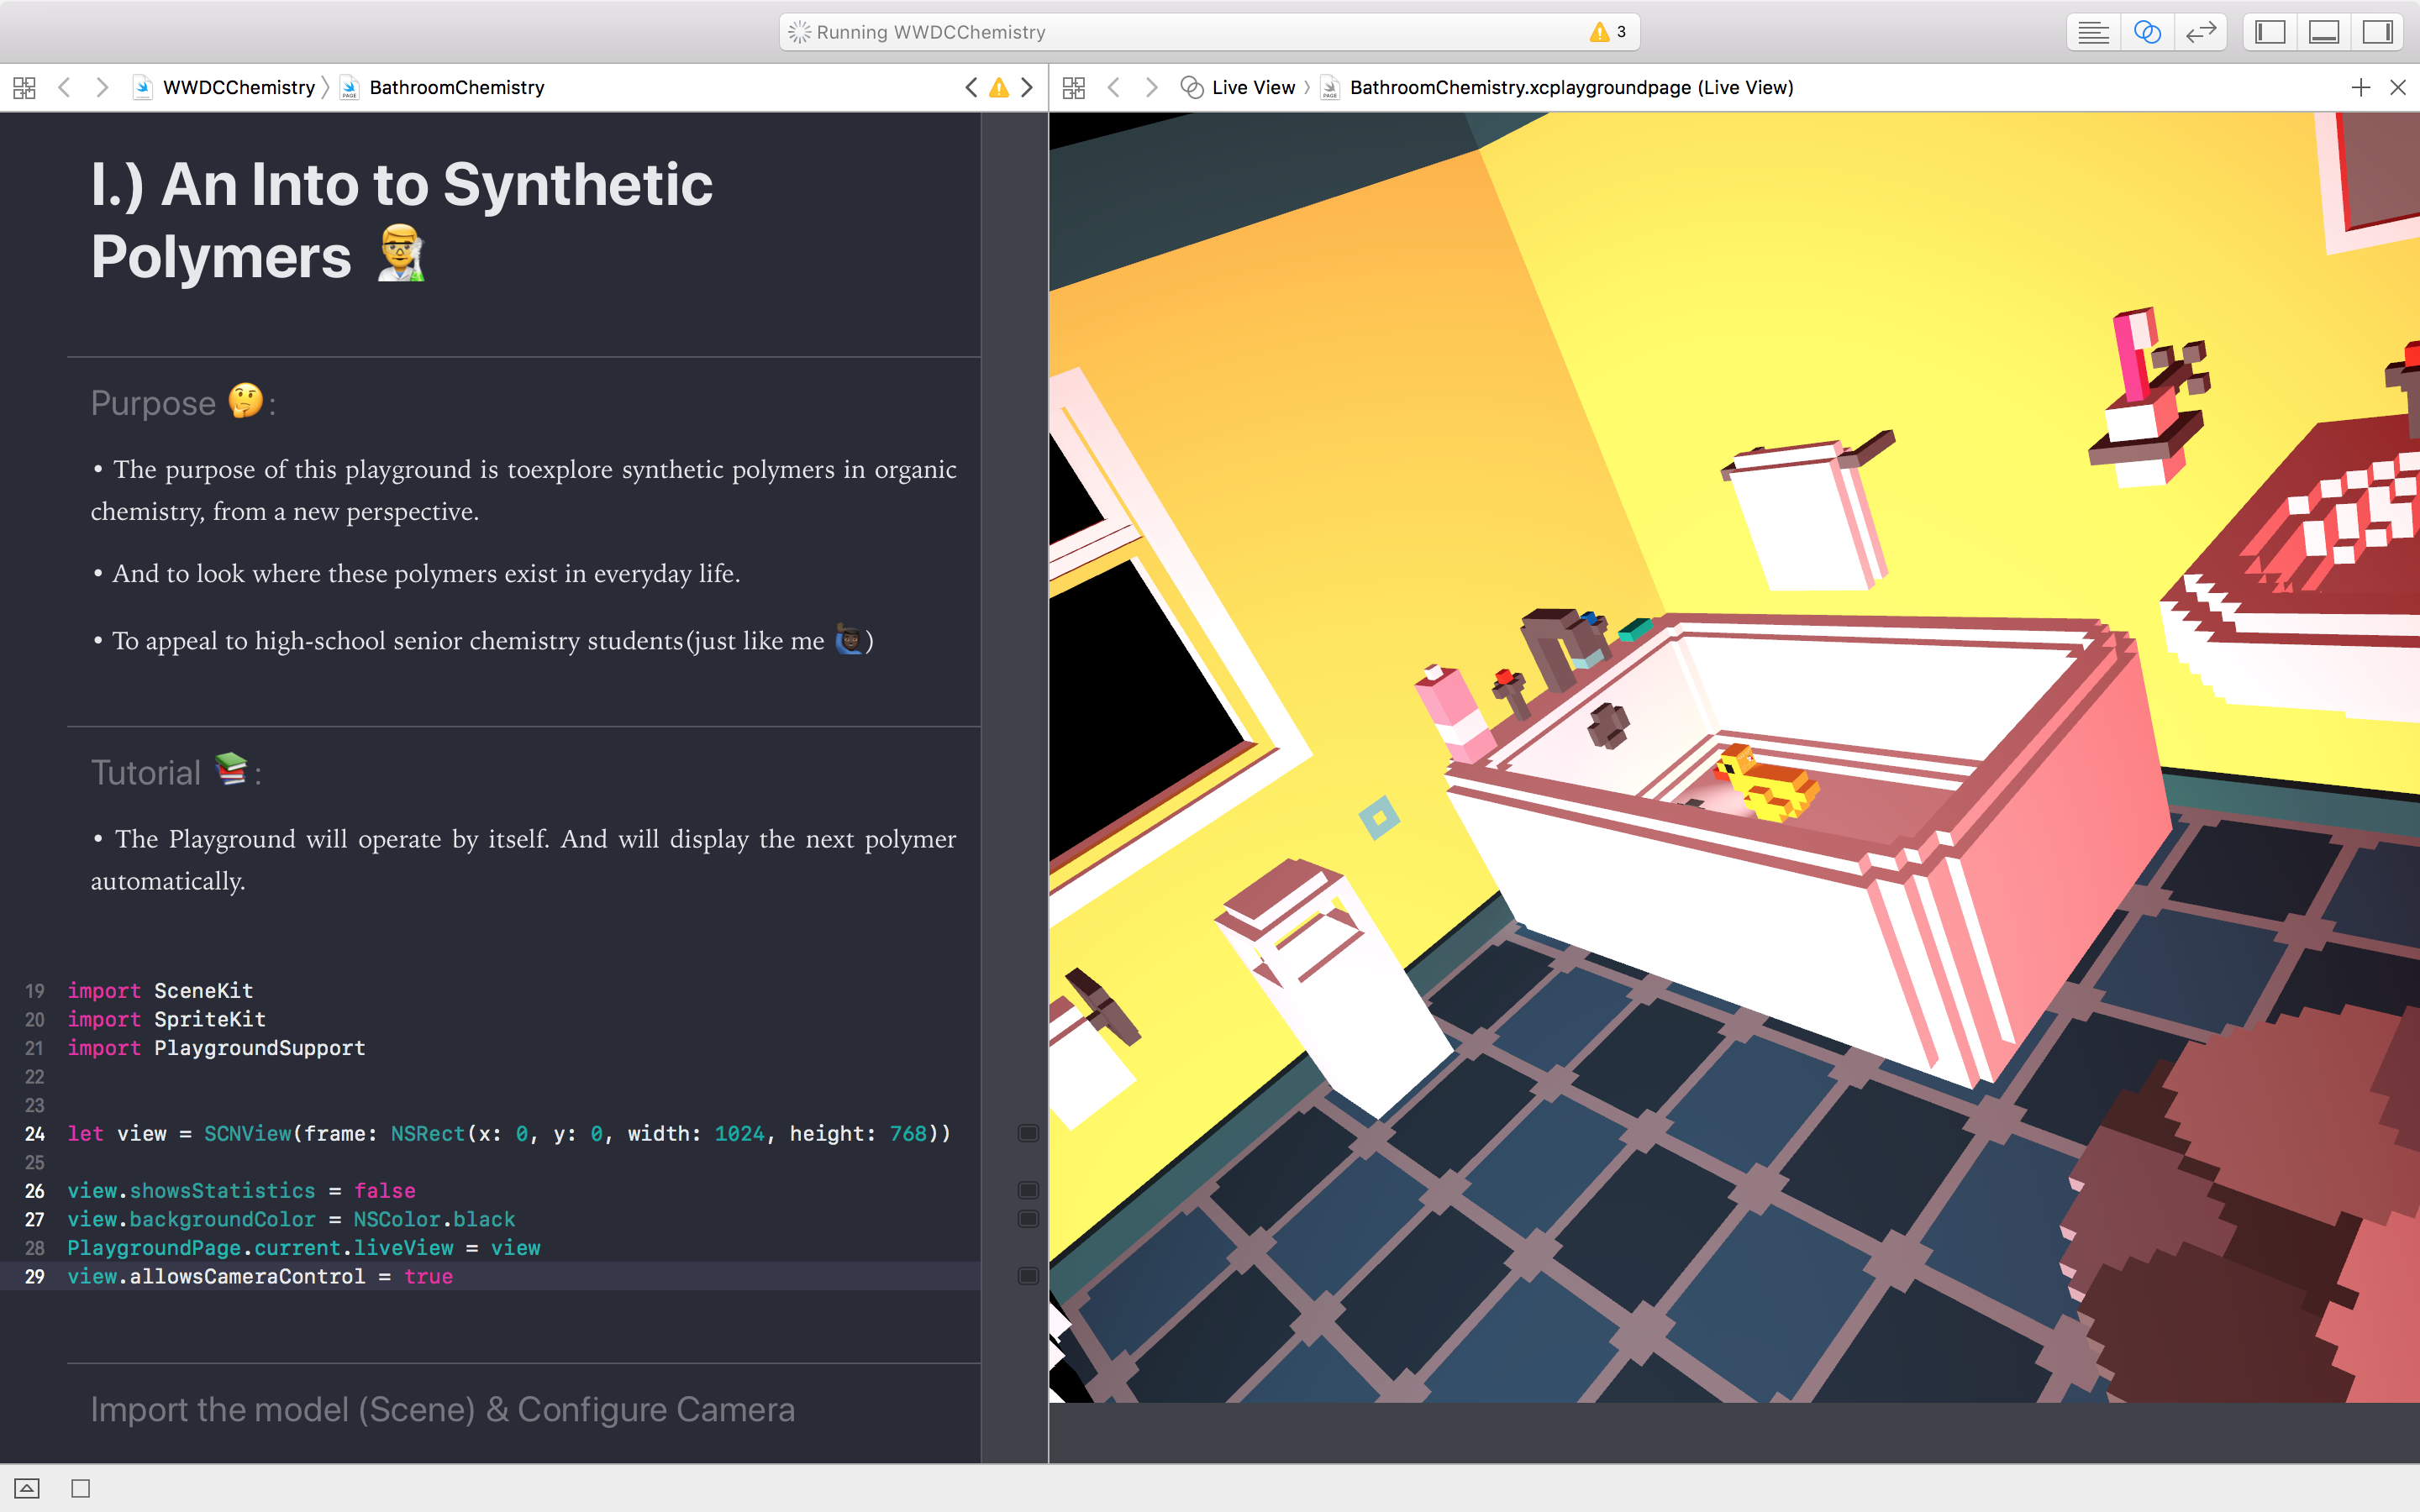 Running WWDCChemistry 3
WWDCChemistry BathroomChemistry
Live View BathroomChemistry.xcplaygroundpage (Live View)
I.) An Into to Synthetic
Polymers 👨‍🔬
Purpose 🤔:
• The purpose of this playground is toexplore synthetic polymers in organic
chemistry, from a new perspective.
• And to look where these polymers exist in everyday life.
• To appeal to high-school senior chemistry students(just like me 🙋🏿‍♂️)
Tutorial 📚:
• The Playground will operate by itself. And will display the next polymer
automatically.
19 import SceneKit
20 import SpriteKit
21 import PlaygroundSupport
22
23
24 let view = SCNView(frame: NSRect(x: 0, y: 0, width: 1024, height: 768))
25
26 view.showsStatistics = false
27 view.backgroundColor = NSColor.black
28 PlaygroundPage.current.liveView = view
29 view.allowsCameraControl = true
Import the model (Scene) & Configure Camera